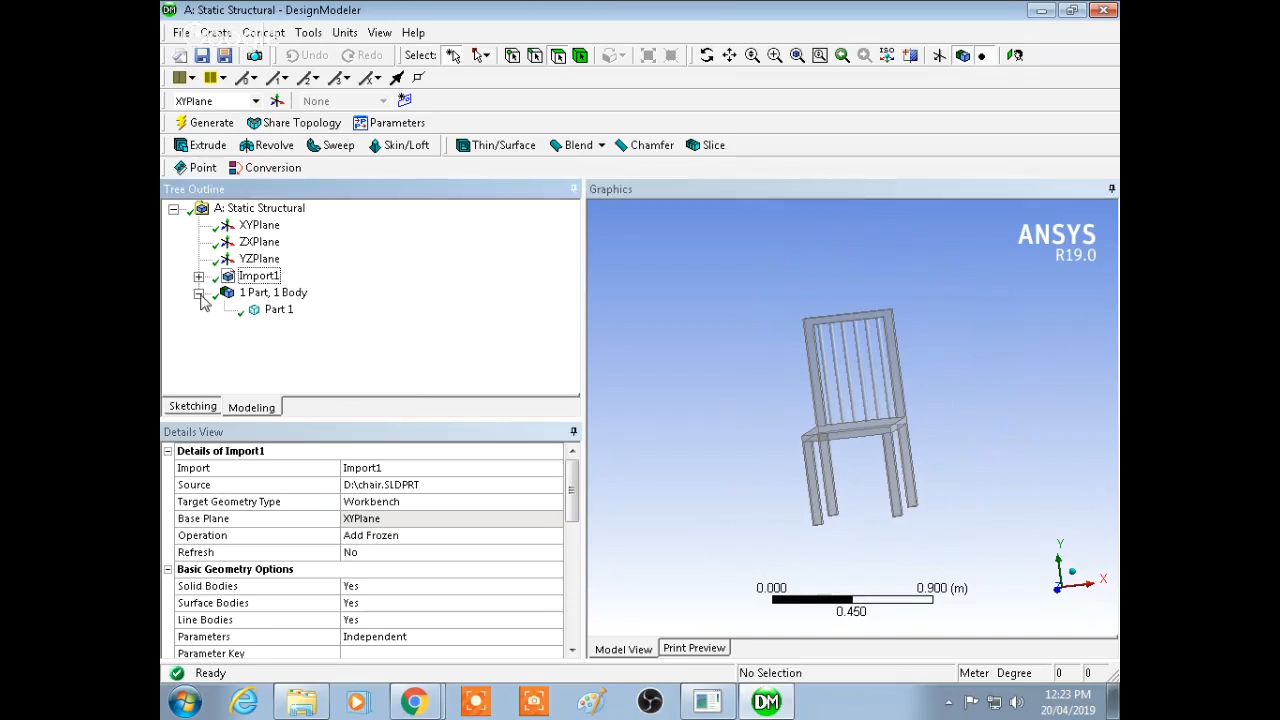 A: Static Structural - DesignModeler
File Create Concept Tools Units View Help
Undo Redo Select:
XYPlane None
Generate Share Topology Parameters
Extrude Revolve Sweep Skin/Loft Thin/Surface Blend Chamfer Slice
Point Conversion
Tree Outline
A: Static Structural
XYPlane
ZXPlane
YZPlane
Import1
1 Part, 1 Body
Part 1
Sketching Modeling
Details View
Details of Import1
Import Import1
Source D:\chair.SLDPRT
Target Geometry Type Workbench
Base Plane XYPlane
Operation Add Frozen
Refresh No
Basic Geometry Options
Solid Bodies Yes
Surface Bodies Yes
Line Bodies Yes
Parameters Independent
Parameter Key
Graphics
ANSYS
R19.0
Y
X
Z
0.000 0.900 (m)
0.450
Model View Print Preview
Ready No Selection Meter Degree 0 0
12:23 PM
20/04/2019